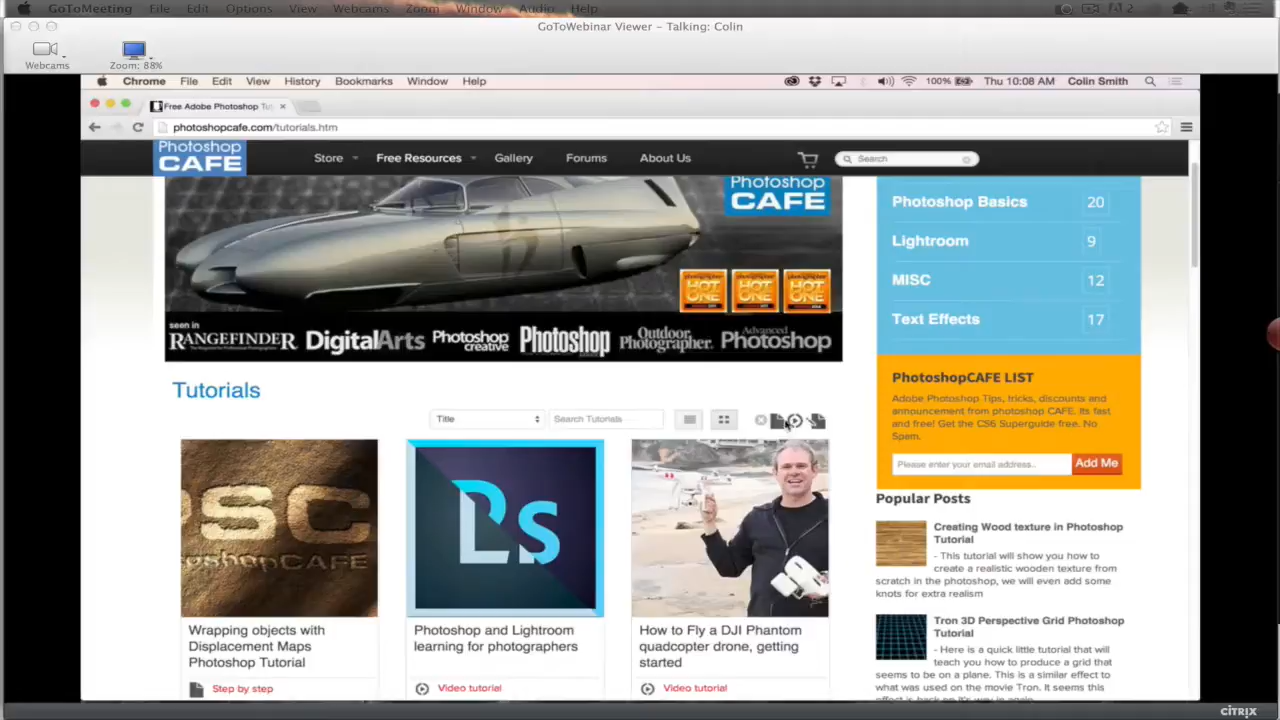 GoToMeeting File Edit Options View Webcams Zoom Window Audio Help
GoToWebinar Viewer – Talking: Colin
Webcams
Zoom: 88%
Chrome File Edit View History Bookmarks Window Help
100%
Thu 10:08 AM Colin Smith
Free Adobe Photoshop Tut
photoshopcafe.com/tutorials.htm
Photoshop
CAFE
Store Free Resources Gallery Forums About Us
Search
Photoshop
CAFE
HOT ONE
HOT ONE
HOT ONE
seen in
RANGEFINDER
DigitalArts
Photoshop creative
Photoshop
Outdoor Photographer.
Advanced Photoshop
Photoshop Basics 20
Lightroom 9
MISC 12
Text Effects 17
PhotoshopCAFE LIST
Adobe Photoshop Tips, tricks, discounts and
announcement from photoshop CAFE. Its fast
and free! Get the CS6 Superguide free. No
Spam.
Please enter your email address..
Add Me
Tutorials
Title
Search Tutorials
PSC
PhotoshopCAFE
Wrapping objects with
Displacement Maps
Photoshop Tutorial
Step by step
Ls
Photoshop and Lightroom
learning for photographers
Video tutorial
How to Fly a DJI Phantom
quadcopter drone, getting
started
Video tutorial
Popular Posts
Creating Wood texture in Photoshop
Tutorial
- This tutorial will show you how to
create a realistic wooden texture from
scratch in the photoshop, we will even add some
knots for extra realism
Tron 3D Perspective Grid Photoshop
Tutorial
- Here is a quick little tutorial that will
teach you how to produce a grid that
seems to be on a plane. This is a similar effect to
what was used on the movie Tron. It seems this
effect is back on it's way in again
CITRIX